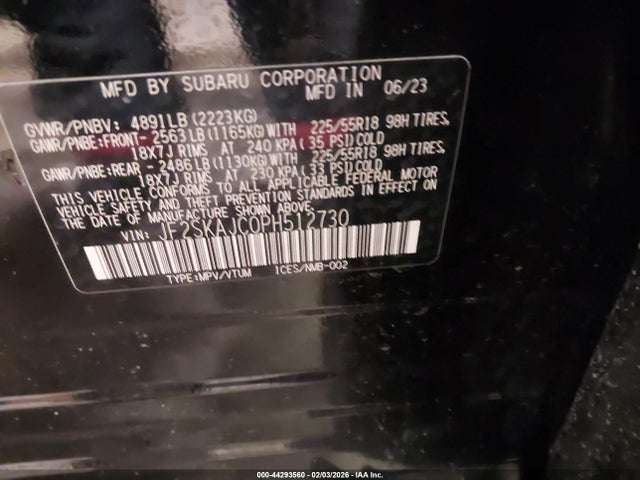 MFD BY SUBARU CORPORATION
MFD IN 06/23
GVWR/PNBV: 4891LB (2223KG)
GAWR/PNBE:FRONT- 2563LB(1165KG)WITH 225/55R18 98H TIRES,
18X7J RIMS AT 240 KPA(35 PSI)COLD
GAWR/PNBE:REAR - 2486LB(1130KG)WITH 225/55R18 98H TIRES,
18X7J RIMS AT 230 KPA(33 PSI)COLD
THIS VEHICLE CONFORMS TO ALL APPLICABLE FEDERAL MOTOR
VEHICLE SAFETY AND THEFT PREVENTION STANDARDS IN EFFECT ON
THE DATE OF MANUFACTURE SHOWN ABOVE.
VIN: JF2SKAJC0PH512730
TYPE:MPV/VTUM ICES/NMB-002
000-44293560 - 02/03/2026 - IAA Inc.